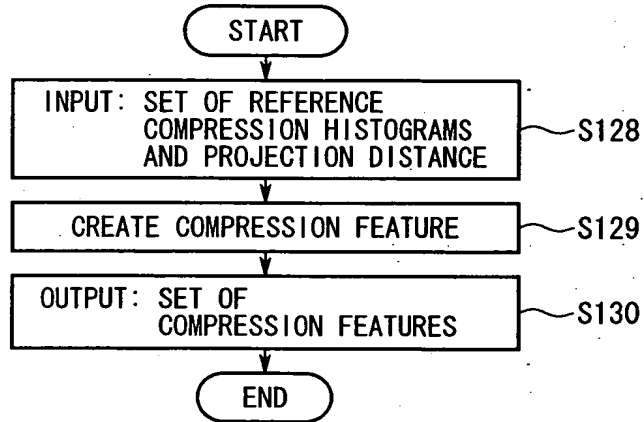 START
INPUT: SET OF REFERENCE
COMPRESSION HISTOGRAMS
AND PROJECTION DISTANCE
S128
CREATE COMPRESSION FEATURE
S129
OUTPUT: SET OF
COMPRESSION FEATURES
S130
END